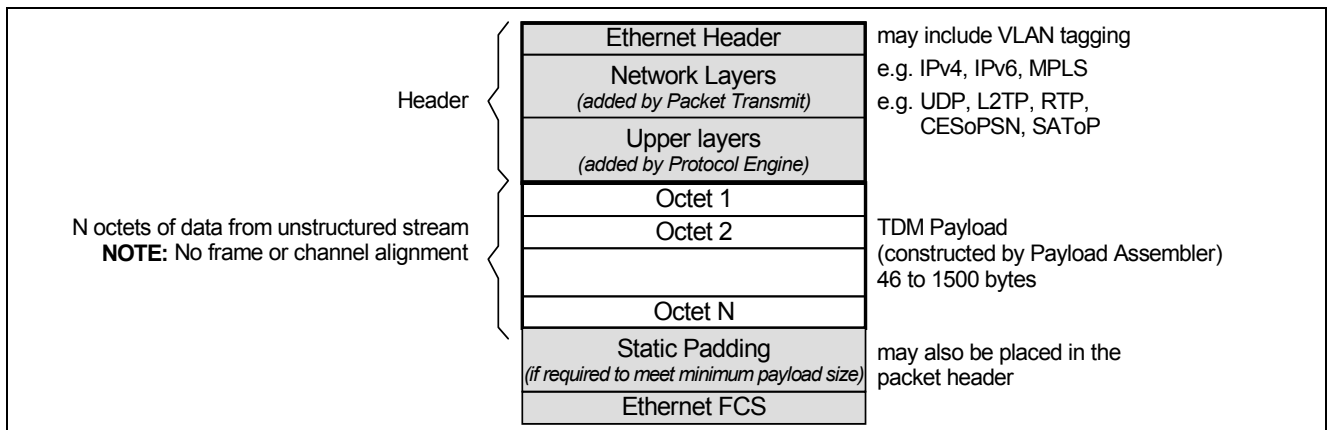 Ethernet Header
may include VLAN tagging
Network Layers
(added by Packet Transmit)
e.g. IPv4, IPv6, MPLS
Header
e.g. UDP, L2TP, RTP,
CESoPSN, SAToP
Upper layers
(added by Protocol Engine)
Octet 1
N octets of data from unstructured stream
NOTE: No frame or channel alignment
Octet 2
TDM Payload
(constructed by Payload Assembler)
46 to 1500 bytes
Octet N
Static Padding
(if required to meet minimum payload size)
may also be placed in the
packet header
Ethernet FCS